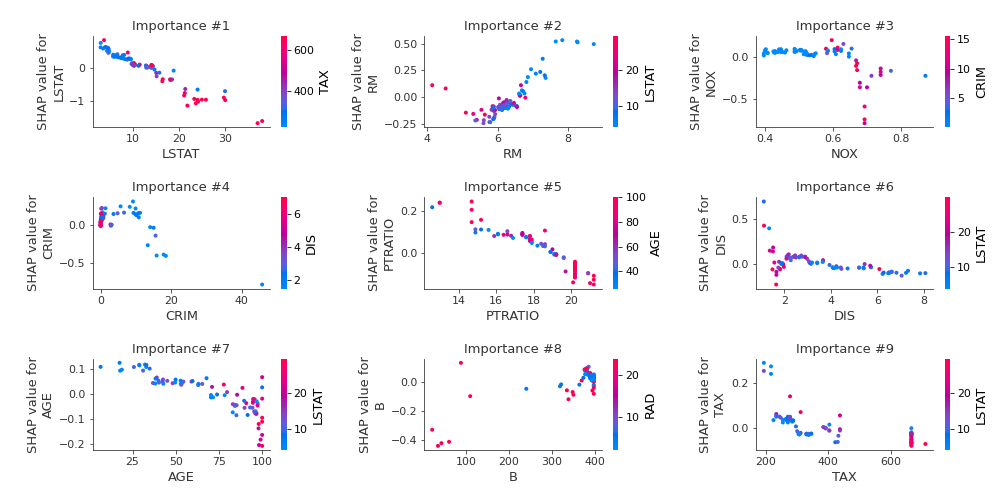 Importance #1
SHAP value for
LSTAT
0
−1
10
20
30
LSTAT
600
400
TAX
Importance #2
SHAP value for
RM
0.50
0.25
0.00
−0.25
4
6
8
RM
20
10
LSTAT
Importance #3
SHAP value for
NOX
0.0
−0.5
0.4
0.6
0.8
NOX
15
10
5
CRIM
Importance #4
SHAP value for
CRIM
0.0
−0.5
0
20
40
CRIM
6
4
2
DIS
Importance #5
SHAP value for
PTRATIO
0.2
0.0
14
16
18
20
PTRATIO
100
80
60
40
AGE
Importance #6
SHAP value for
DIS
0.5
0.0
2
4
6
8
DIS
20
10
LSTAT
Importance #7
SHAP value for
AGE
0.1
0.0
−0.1
−0.2
25
50
75
100
AGE
20
10
LSTAT
Importance #8
SHAP value for
B
0.0
−0.2
−0.4
100
200
300
400
B
20
10
RAD
Importance #9
SHAP value for
TAX
0.2
0.0
200
400
600
TAX
20
10
LSTAT